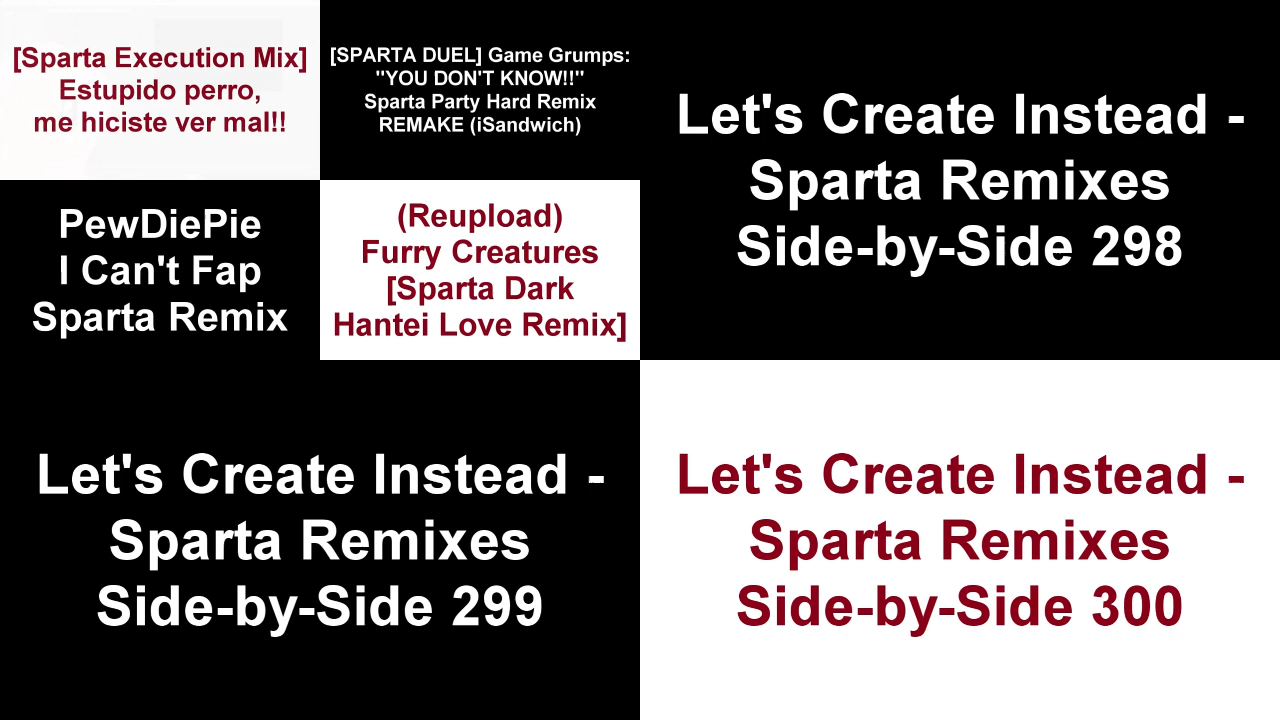 [Sparta Execution Mix]
Estupido perro,
me hiciste ver mal!!
[SPARTA DUEL] Game Grumps:
"YOU DON'T KNOW!!"
Sparta Party Hard Remix
REMAKE (iSandwich)
PewDiePie
I Can't Fap
Sparta Remix
(Reupload)
Furry Creatures
[Sparta Dark
Hantei Love Remix]
Let's Create Instead -
Sparta Remixes
Side-by-Side 298
Let's Create Instead -
Sparta Remixes
Side-by-Side 299
Let's Create Instead -
Sparta Remixes
Side-by-Side 300